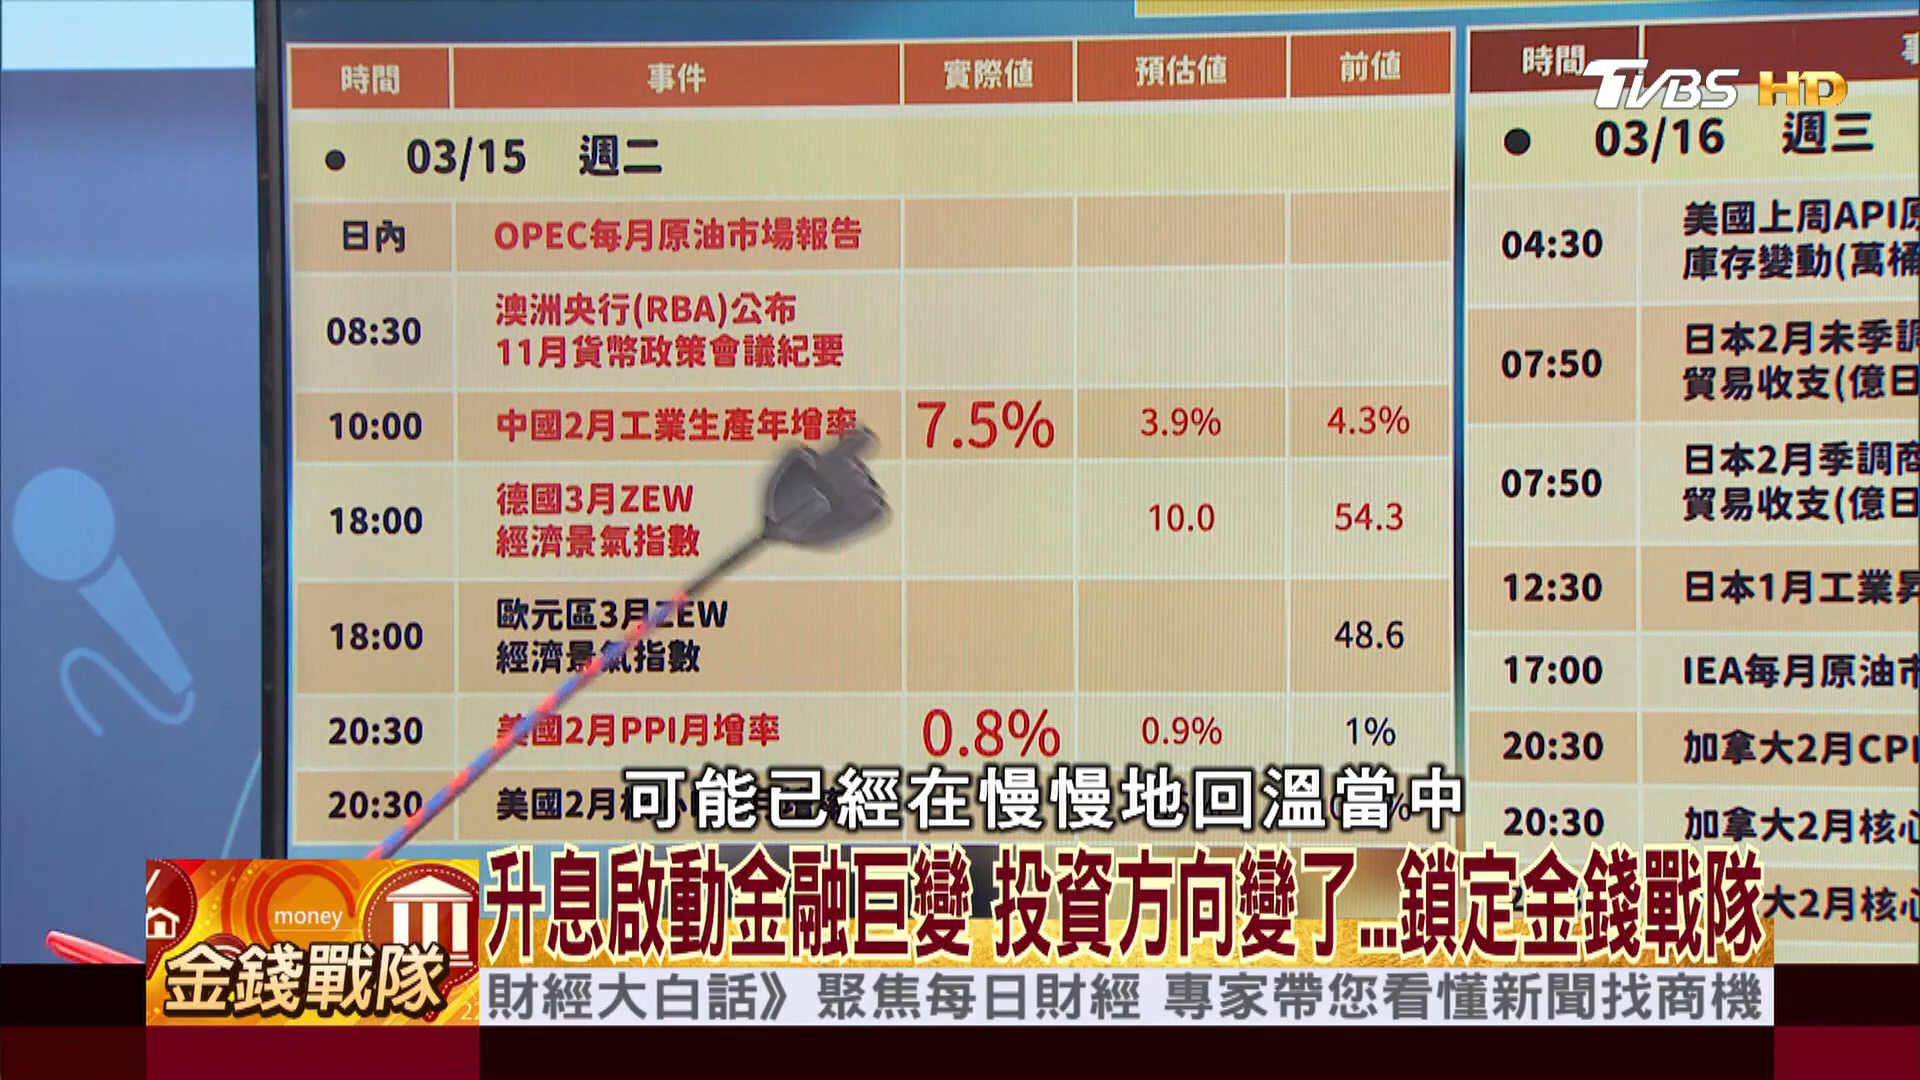 時間 事件 實際值 預估值 前值
● 03/15 週二
日內 OPEC每月原油市場報告
08:30 澳洲央行(RBA)公布
11月貨幣政策會議紀要
10:00 中國2月工業生產年增率 7.5% 3.9% 4.3%
18:00 德國3月ZEW
經濟景氣指數 10.0 54.3
18:00 歐元區3月ZEW
經濟景氣指數 48.6
20:30 美國2月PPI月增率 0.8% 0.9% 1%
20:30 美國2月
時間
TVBS HD
● 03/16 週三
04:30 美國上周API原
庫存變動(萬桶
07:50 日本2月未季調
貿易收支(億日
07:50 日本2月季調商
貿易收支(億日
12:30 日本1月工業
17:00 IEA每月原油市
20:30 加拿大2月CPI
20:30 加拿大2月核心
大2月核心
可能已經在慢慢地回溫當中
money
金錢戰隊
升息啟動金融巨變 投資方向變了...鎖定金錢戰隊
財經大白話》聚焦每日財經 專家帶您看懂新聞找商機